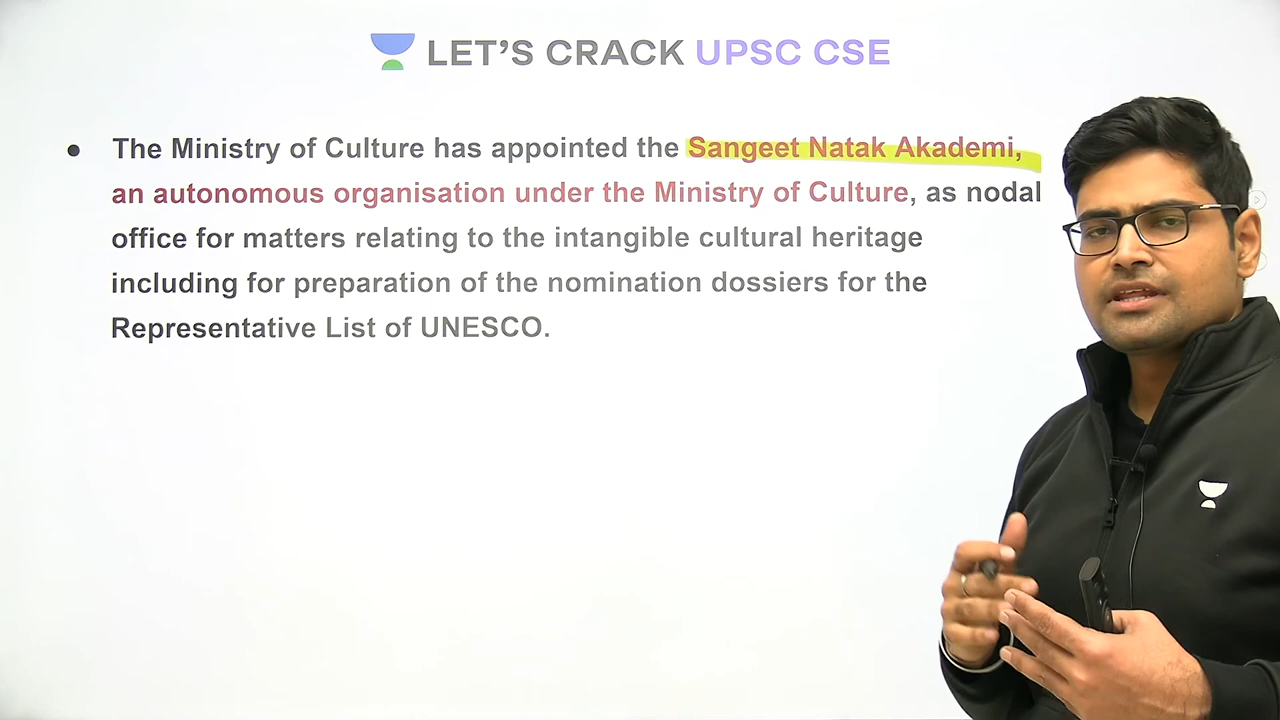 LET'S CRACK UPSC CSE
● The Ministry of Culture has appointed the Sangeet Natak Akademi,
an autonomous organisation under the Ministry of Culture, as nodal
office for matters relating to the intangible cultural heritage
including for preparation of the nomination dossiers for the
Representative List of UNESCO.